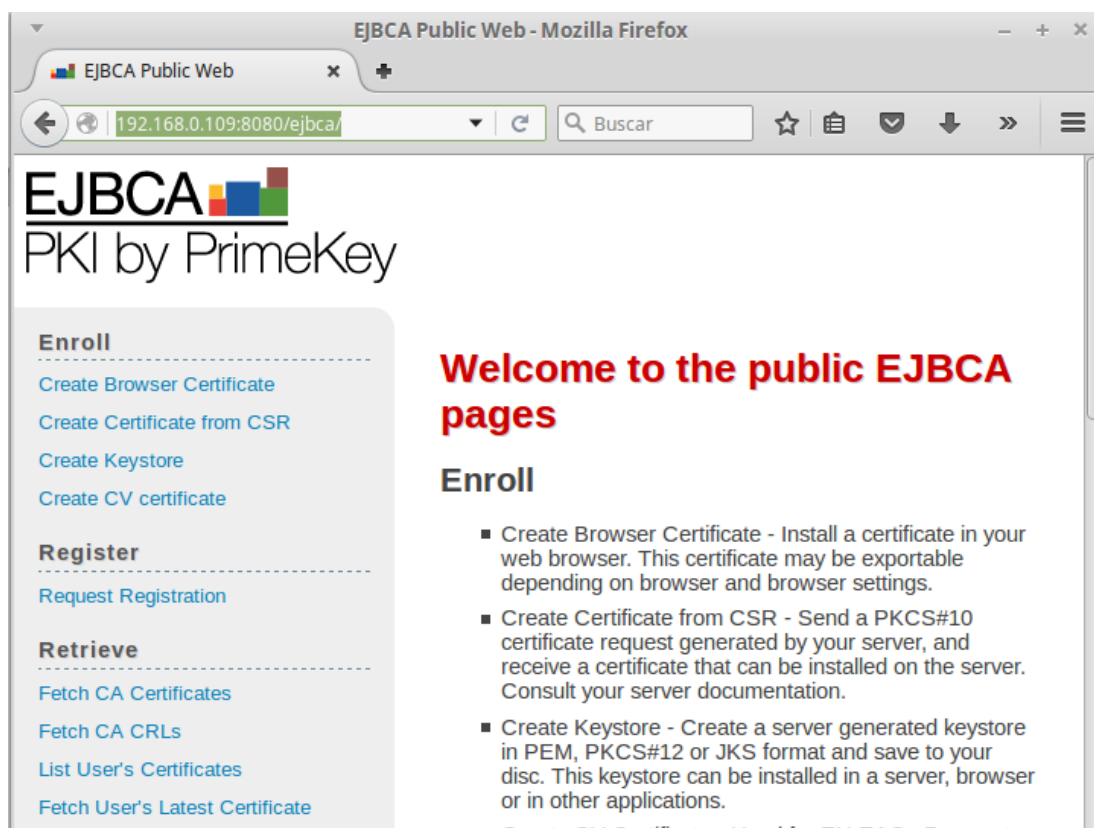 EJBCA Public Web - Mozilla Firefox
EJBCA Public Web
192.168.0.109:8080/ejbca/
Buscar
EJBCA
PKI by PrimeKey
Enroll
Create Browser Certificate
Create Certificate from CSR
Create Keystore
Create CV certificate
Register
Request Registration
Retrieve
Fetch CA Certificates
Fetch CA CRLs
List User's Certificates
Fetch User's Latest Certificate
Welcome to the public EJBCA
pages
Enroll
Create Browser Certificate - Install a certificate in your
web browser. This certificate may be exportable
depending on browser and browser settings.
Create Certificate from CSR - Send a PKCS#10
certificate request generated by your server, and
receive a certificate that can be installed on the server.
Consult your server documentation.
Create Keystore - Create a server generated keystore
in PEM, PKCS#12 or JKS format and save to your
disc. This keystore can be installed in a server, browser
or in other applications.